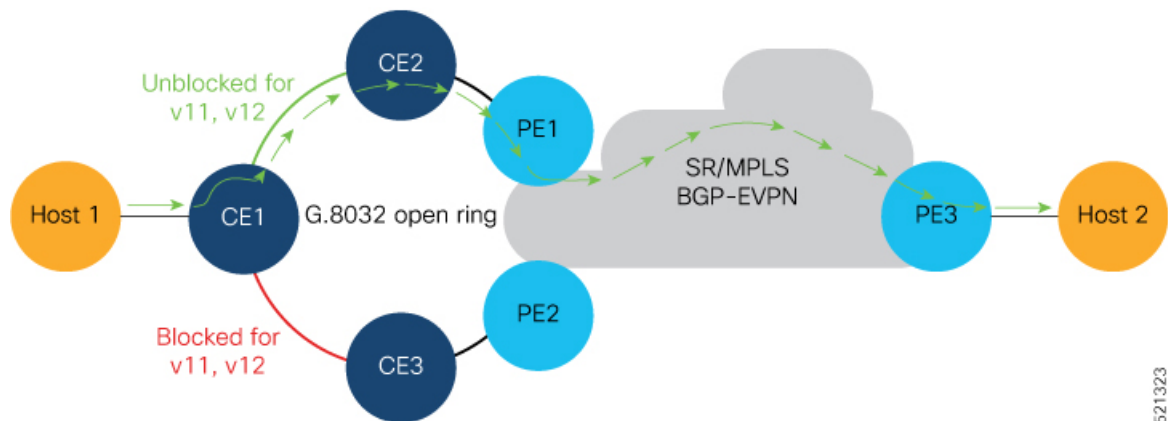 CE2
Unblocked for
v11, v12
PE1
SR/MPLS
BGP-EVPN
Host 1
CE1
G.8032 open ring
PE3
Host 2
PE2
Blocked for
v11, v12
CE3
521323